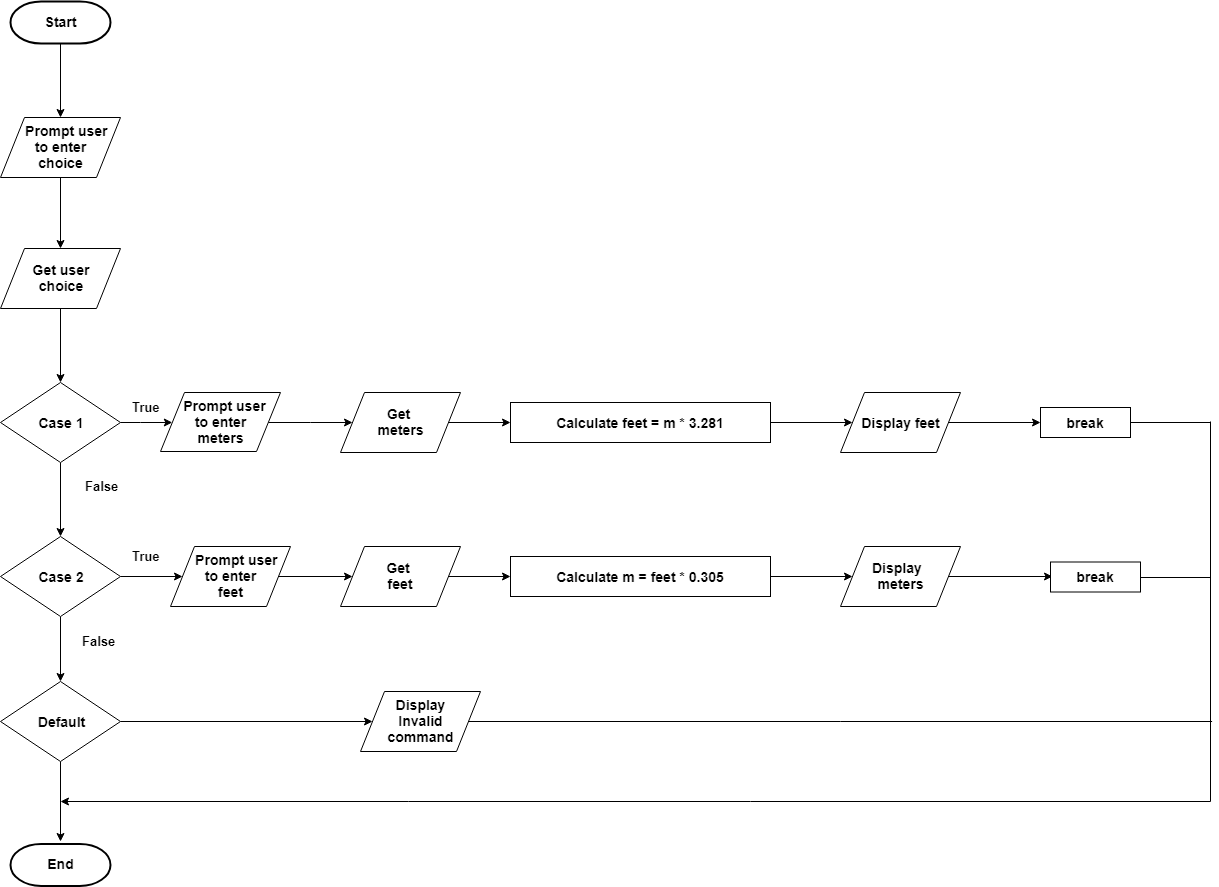 Start
Prompt user
to enter
choice
Get user
choice
Case 1
True
Prompt user
to enter
meters
Get
meters
Calculate feet = m * 3.281
Display feet
break
False
Case 2
True
Prompt user
to enter
feet
Get
feet
Calculate m = feet * 0.305
Display
meters
break
False
Default
Display
Invalid
command
End